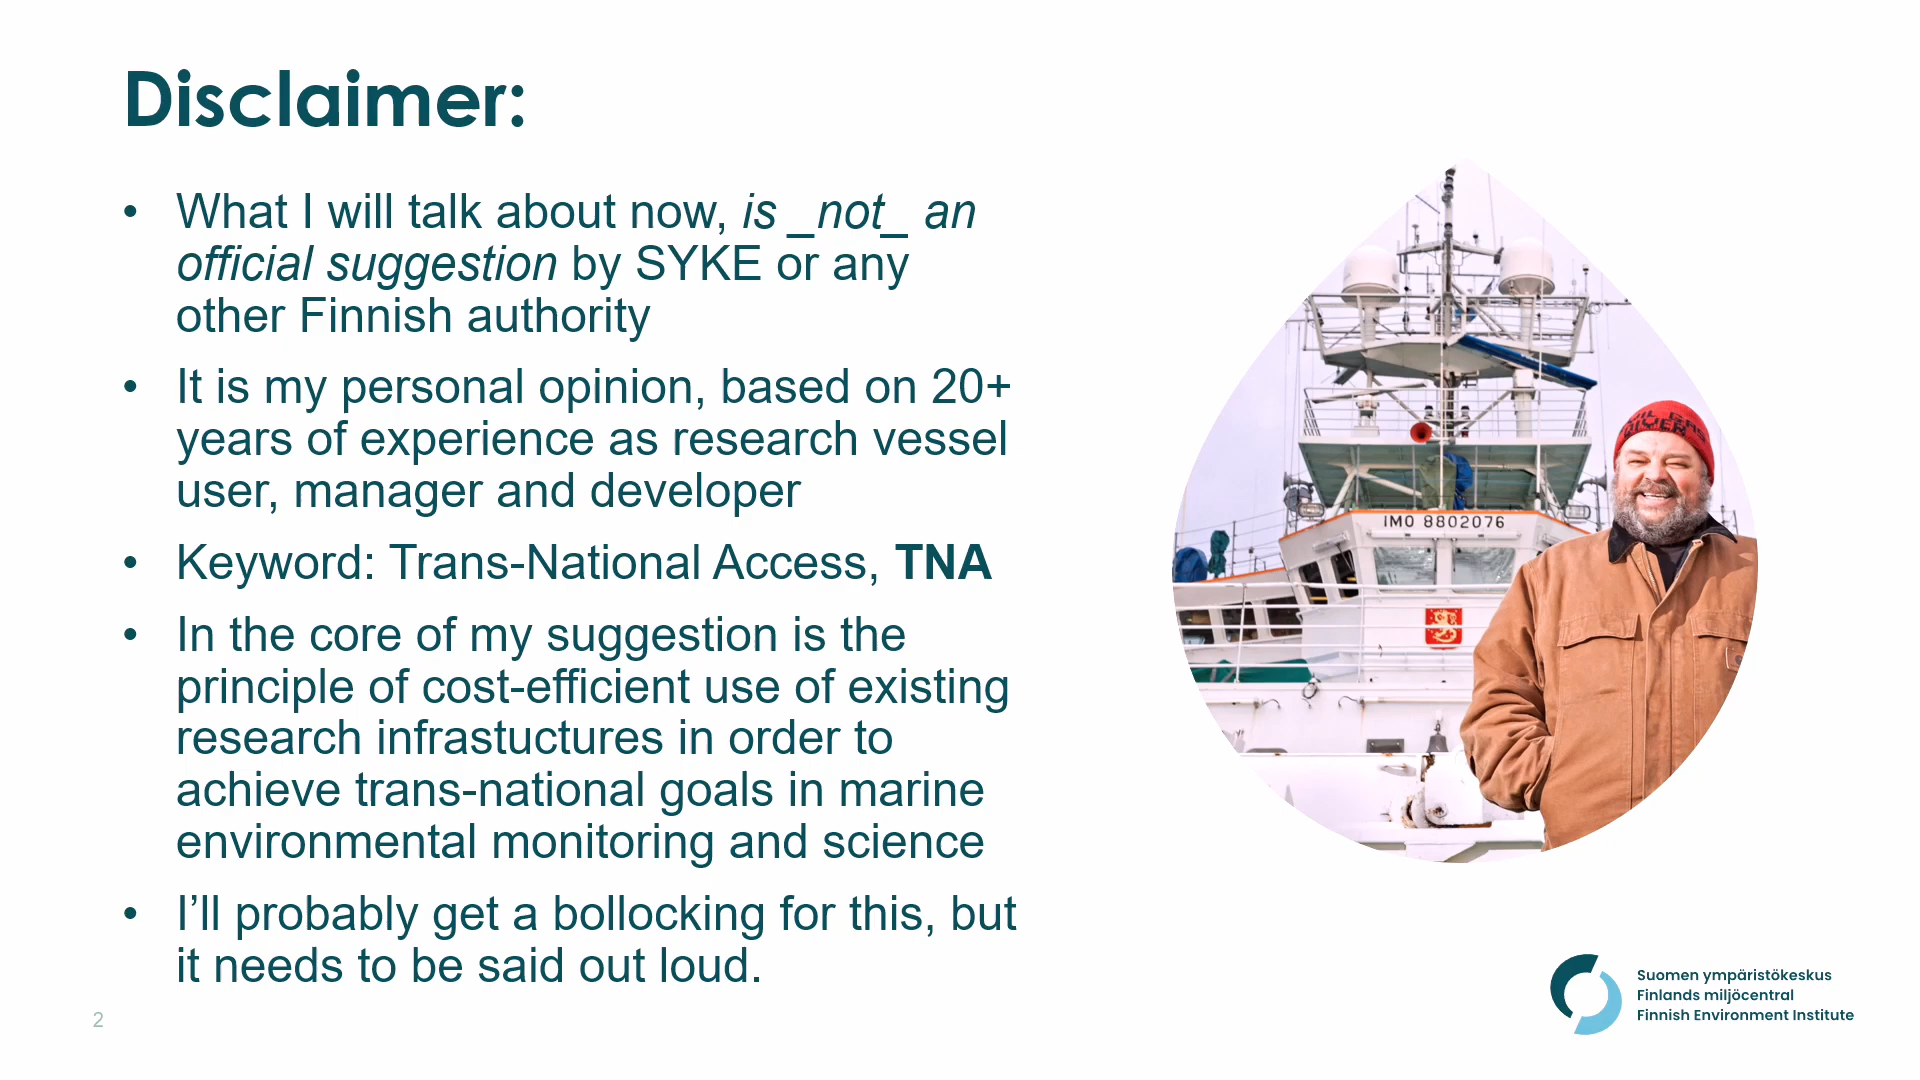 Disclaimer:
• What I will talk about now, is _not_ an
official suggestion by SYKE or any
other Finnish authority
• It is my personal opinion, based on 20+
years of experience as research vessel
user, manager and developer
• Keyword: Trans-National Access, TNA
• In the core of my suggestion is the
principle of cost-efficient use of existing
research infrastuctures in order to
achieve trans-national goals in marine
environmental monitoring and science
• I’ll probably get a bollocking for this, but
it needs to be said out loud.
IMO 8802076
RIVER
Suomen ympäristökeskus
Finlands miljöcentral
Finnish Environment Institute
2